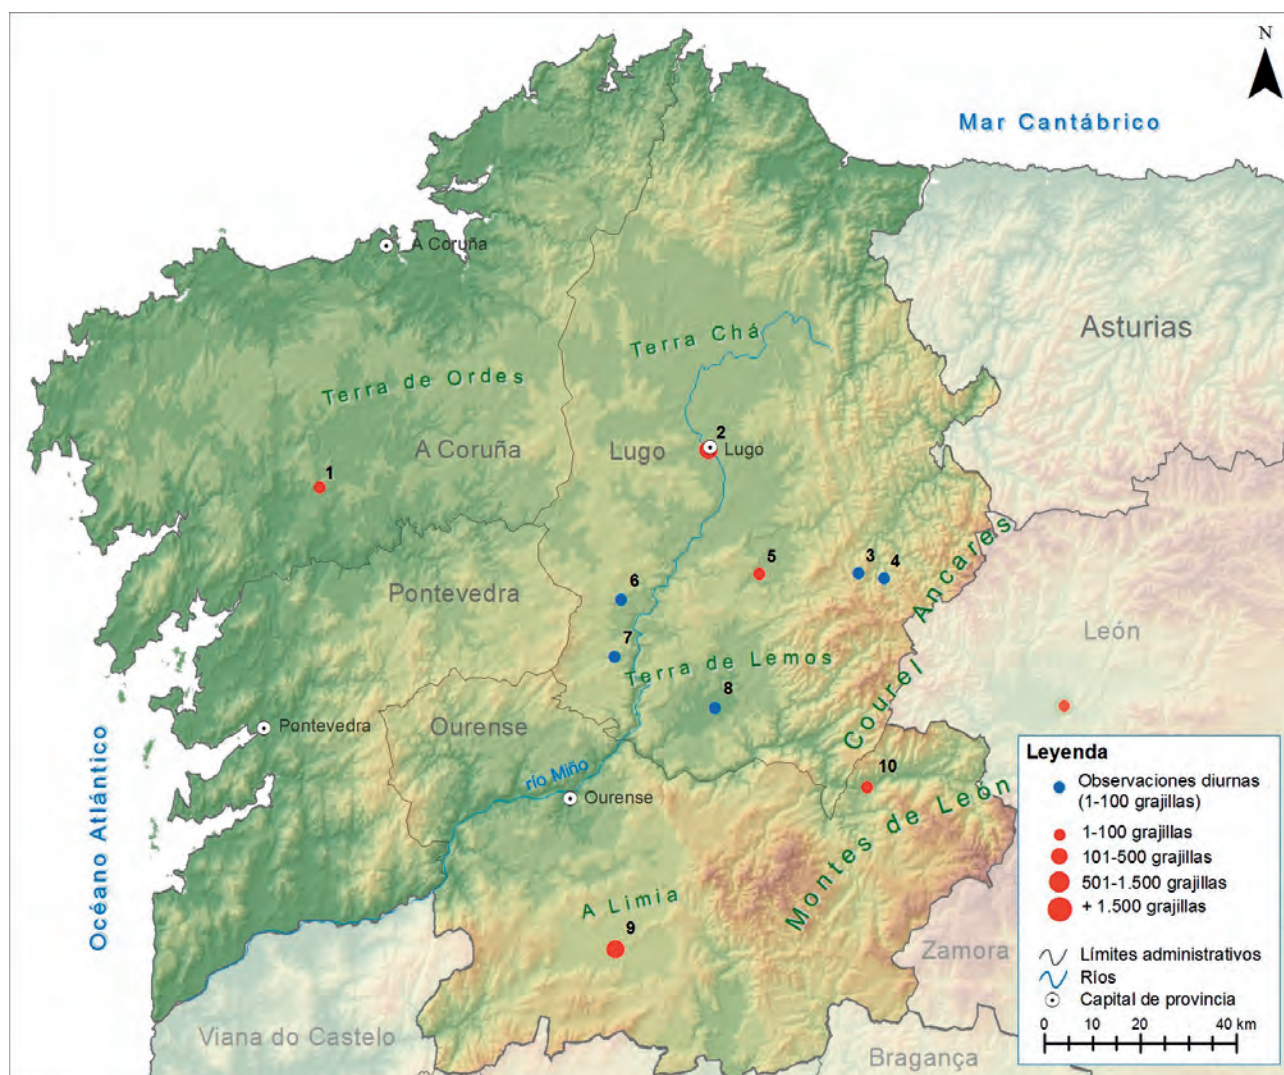 N
Mar Cantábrico
A Coruña
Asturias
Terra Chá
Terra de Ordes
A Coruña
Lugo
2
Lugo
1
Ancares
5
3
4
6
Pontevedra
León
7
Terra de Lemos
8
Courel
Pontevedra
Ourense
Océano Atlántico
río Miño
Ourense
10
Montes de León
A Limia
9
Zamora
Viana do Castelo
Bragança
Leyenda
Observaciones diurnas
(1-100 grajillas)
1-100 grajillas
101-500 grajillas
501-1.500 grajillas
+ 1.500 grajillas
Límites administrativos
Ríos
Capital de provincia
0 10 20 40 km